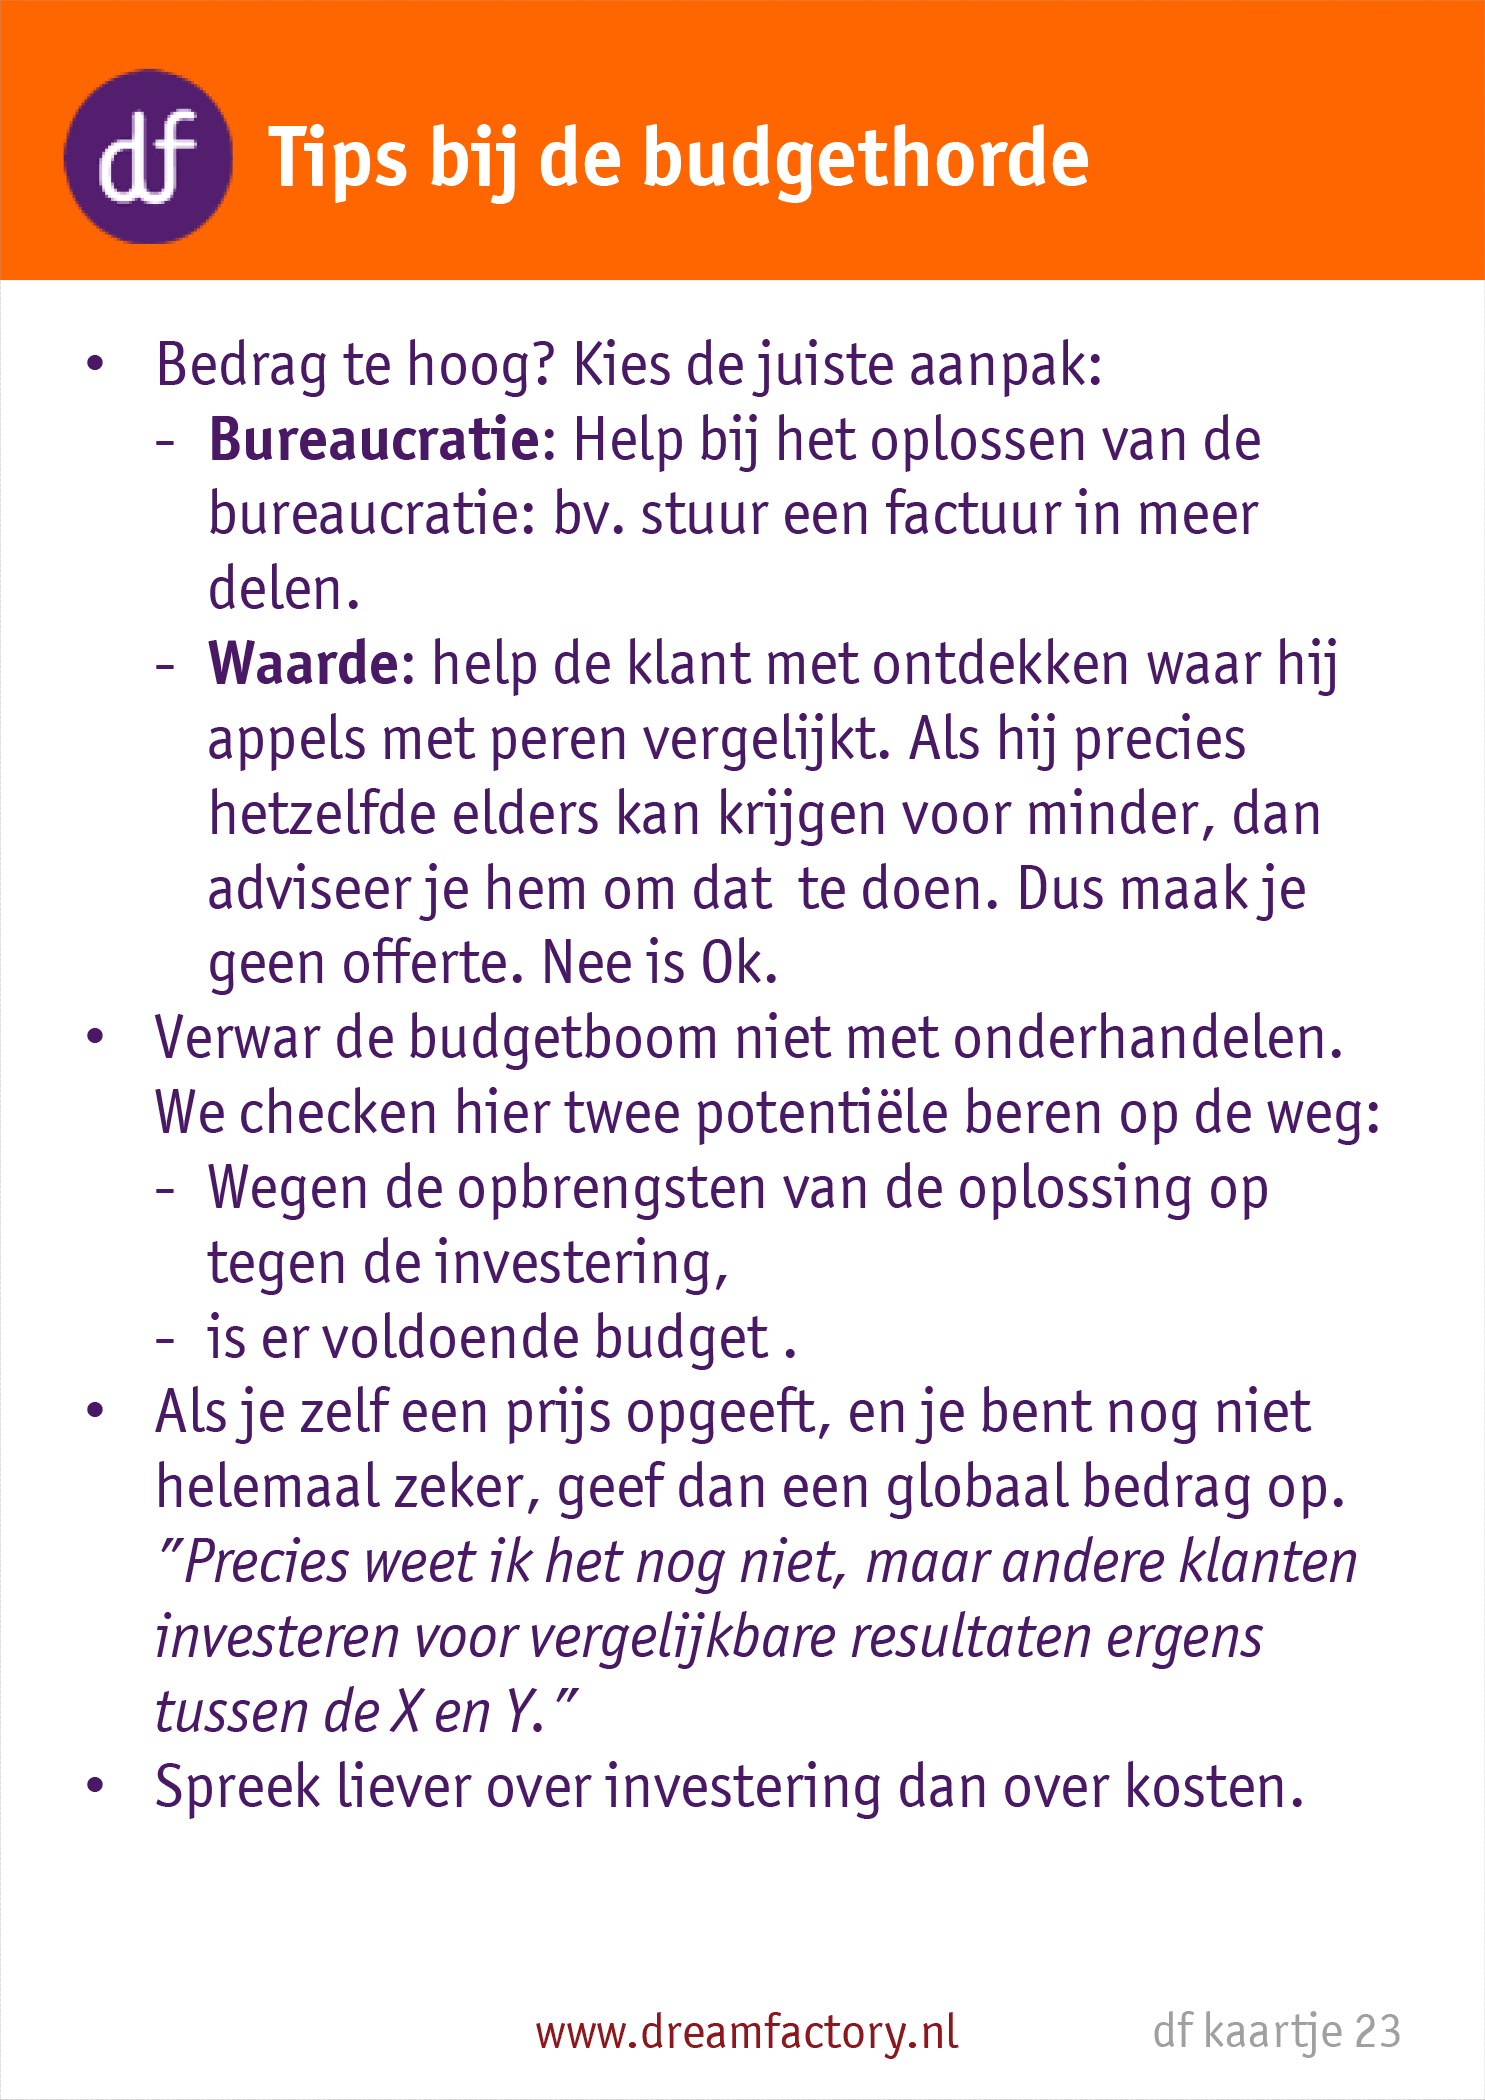 df
Tips bij de budgethorde
• Bedrag te hoog? Kies de juiste aanpak:
- Bureaucratie: Help bij het oplossen van de
bureaucratie: bv. stuur een factuur in meer
delen.
- Waarde: help de klant met ontdekken waar hij
appels met peren vergelijkt. Als hij precies
hetzelfde elders kan krijgen voor minder, dan
adviseer je hem om dat  te doen. Dus maak je
geen offerte. Nee is Ok.
• Verwar de budgetboom niet met onderhandelen.
We checken hier twee potentiële beren op de weg:
- Wegen de opbrengsten van de oplossing op
tegen de investering,
- is er voldoende budget .
• Als je zelf een prijs opgeeft, en je bent nog niet
helemaal zeker, geef dan een globaal bedrag op.
”Precies weet ik het nog niet, maar andere klanten
investeren voor vergelijkbare resultaten ergens
tussen de X en Y.”
• Spreek liever over investering dan over kosten.
www.dreamfactory.nl
df kaartje 23